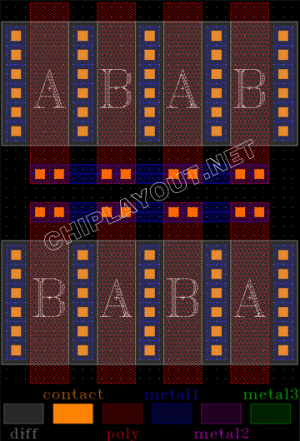 A B A B
CHIPLAYOUT.NET
B A B A
contact metal1 metal3
diff poly metal2